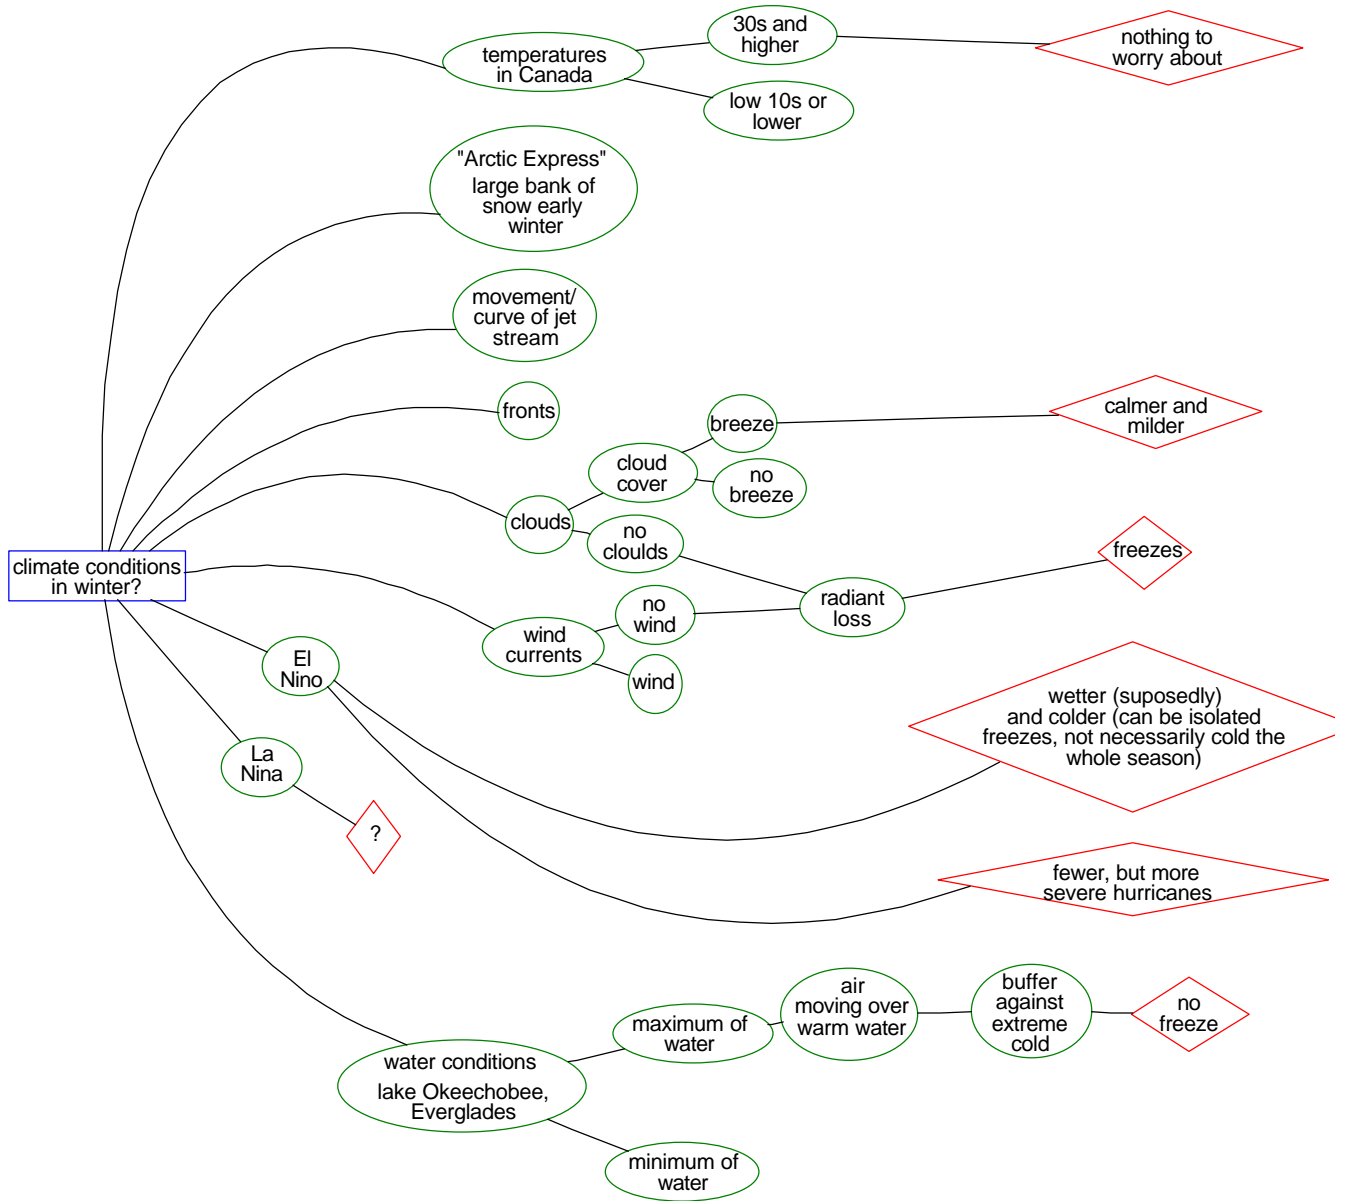 30s and
higher
nothing to
worry about
temperatures
in Canada
low 10s or
lower
"Arctic Express"
large bank of
snow early
winter
movement/
curve of jet
stream
fronts
breeze
calmer and
milder
cloud
cover
no
breeze
clouds
no
cloulds
freezes
climate conditions
in winter?
no
wind
radiant
loss
wind
currents
wind
El
Nino
wetter (suposedly)
and colder (can be isolated
freezes, not necessarily cold the
whole season)
La
Nina
?
fewer, but more
severe hurricanes
air
moving over
warm water
buffer
against
extreme
cold
no
freeze
maximum of
water
water conditions
lake Okeechobee,
Everglades
minimum of
water